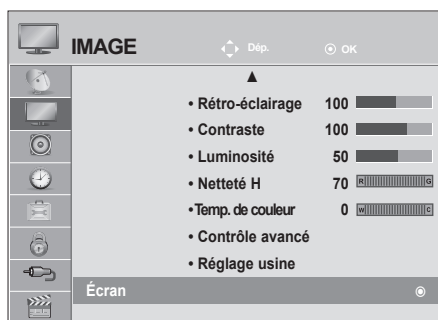 IMAGE Dép. OK
• Rétro-éclairage 100
• Contraste 100
• Luminosité 50
• Netteté H 70 R G
•Temp. de couleur 0 W C
• Contrôle avancé
• Réglage usine
Écran